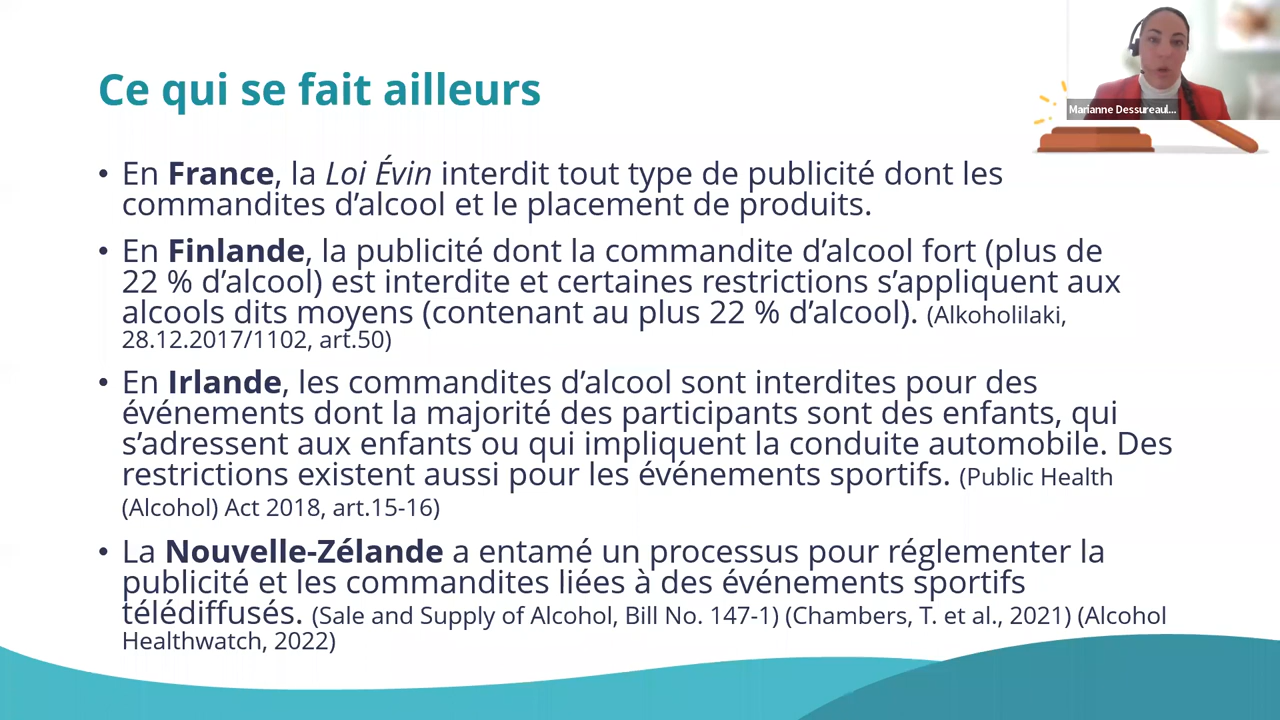 Ce qui se fait ailleurs
Marianne Dessureaul...
• En France, la Loi Évin interdit tout type de publicité dont les
commandites d’alcool et le placement de produits.
• En Finlande, la publicité dont la commandite d’alcool fort (plus de
22 % d’alcool) est interdite et certaines restrictions s’appliquent aux
alcools dits moyens (contenant au plus 22 % d’alcool). (Alkoholilaki,
28.12.2017/1102, art.50)
• En Irlande, les commandites d’alcool sont interdites pour des
événements dont la majorité des participants sont des enfants, qui
s’adressent aux enfants ou qui impliquent la conduite automobile. Des
restrictions existent aussi pour les événements sportifs. (Public Health
(Alcohol) Act 2018, art.15-16)
• La Nouvelle-Zélande a entamé un processus pour réglementer la
publicité et les commandites liées à des événements sportifs
télédiffusés. (Sale and Supply of Alcohol, Bill No. 147-1) (Chambers, T. et al., 2021) (Alcohol
Healthwatch, 2022)